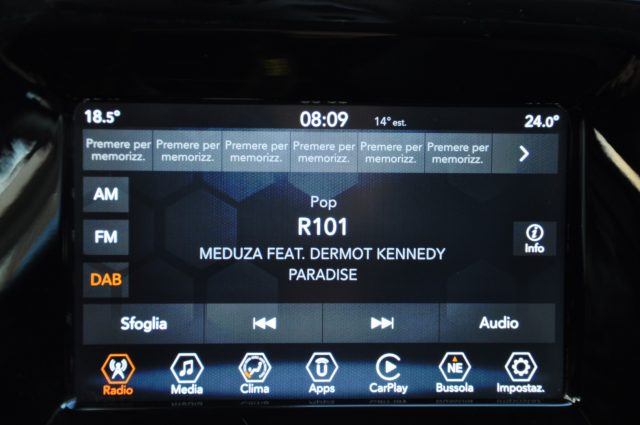 18.5° 08:09 14° est. 24.0°
Premere per memorizz. Premere per memorizz. Premere per memorizz. Premere per memorizz. Premere per memorizz. Premere per memorizz.
AM
Pop
R101
FM
Info
MEDUZA FEAT. DERMOT KENNEDY
PARADISE
DAB
Sfoglia Audio
NE
Radio Media Clima Apps CarPlay Bussola Impostaz.